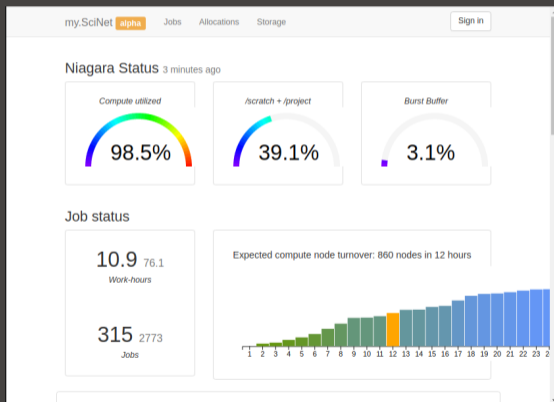 my.SciNet alpha Jobs Allocations Storage Sign in
Niagara Status 3 minutes ago
Compute utilized /scratch + /project Burst Buffer
98.5% 39.1% 3.1%
Job status
10.9 76.1
Work-hours
315 2773
Jobs
Expected compute node turnover: 860 nodes in 12 hours
1 2 3 4 5 6 7 8 9 10 11 12 13 14 15 16 17 18 19 20 21 22 23 2